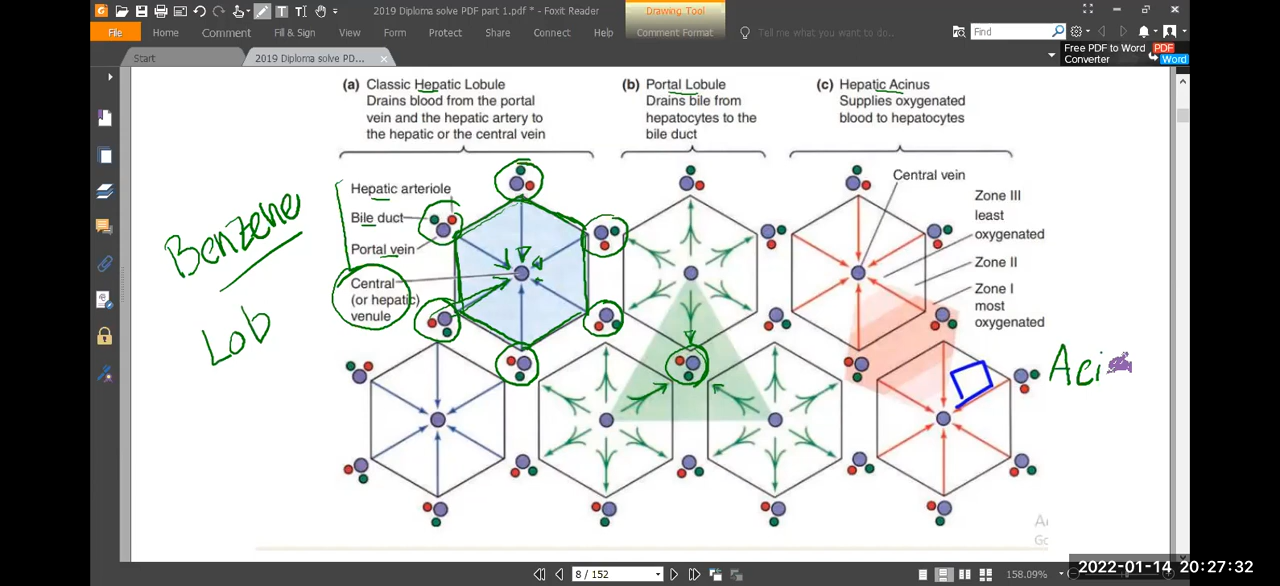 2019 Diploma solve PDF part 1.pdf * - Foxit Reader
Drawing Tool
File
Home
Comment
Fill & Sign
View
Form
Protect
Share
Connect
Help
Comment Format
Tell me what you want to do..
Find
Start
2019 Diploma solve PD...
Free PDF to Word
Converter
PDF
Word
(a) Classic Hepatic Lobule
Drains blood from the portal
vein and the hepatic artery to
the hepatic or the central vein
(b) Portal Lobule
Drains bile from
hepatocytes to the
bile duct
(c) Hepatic Acinus
Supplies oxygenated
blood to hepatocytes
Hepatic arteriole
Bile duct
Portal vein
Central
(or hepatic)
venule
Central vein
Zone III
least
oxygenated
Zone II
Zone I
most
oxygenated
Benzene
Lob
Aci
8 / 152
158.09%
2022-01-14 20:27:32